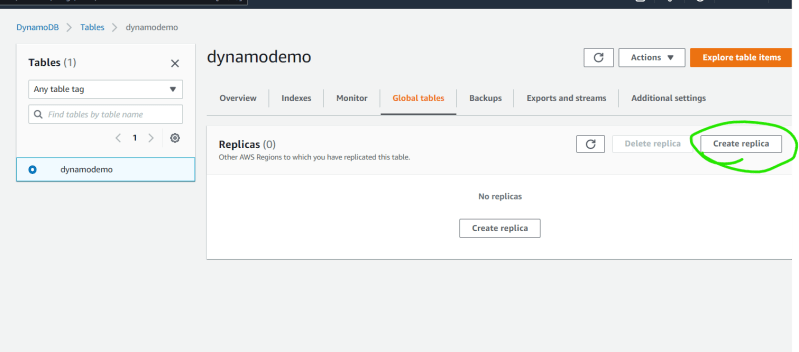 DynamoDB > Tables > dynamodemo
Tables (1)
Any table tag
Find tables by table name
< 1 >
dynamodemo
dynamodemo
Actions
Explore table items
Overview
Indexes
Monitor
Global tables
Backups
Exports and streams
Additional settings
Replicas (0)
Other AWS Regions to which you have replicated this table.
Delete replica
Create replica
No replicas
Create replica